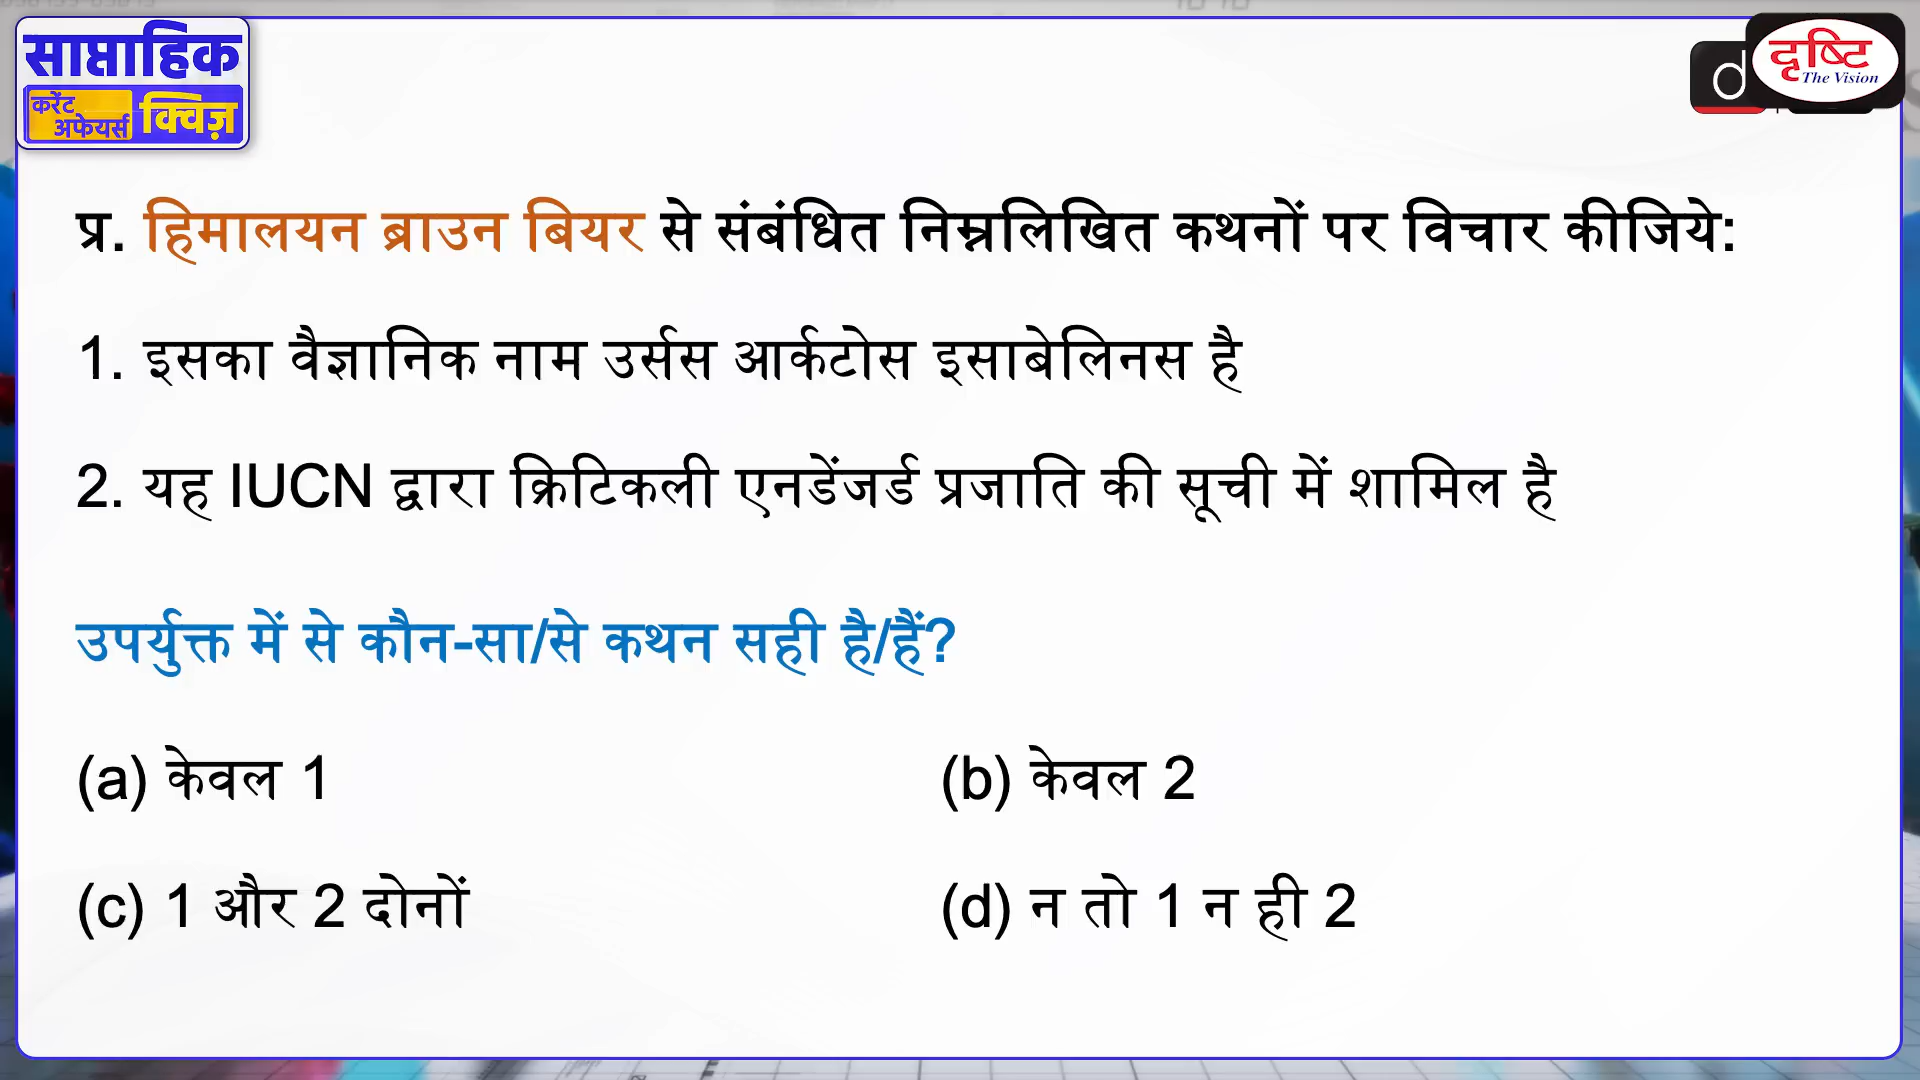 साप्ताहिक
करेंट
अफेयर्स क्विज़
दृष्टि
The Vision
d
प्र. हिमालयन ब्राउन बियर से संबंधित निम्नलिखित कथनों पर विचार कीजिये:
1. इसका वैज्ञानिक नाम उर्सस आर्कटोस इसाबेलिनस है
2. यह IUCN द्वारा क्रिटिकली एनडेंजर्ड प्रजाति की सूची में शामिल है
उपर्युक्त में से कौन-सा/से कथन सही है/हैं?
(a) केवल 1 (b) केवल 2
(c) 1 और 2 दोनों (d) न तो 1 न ही 2